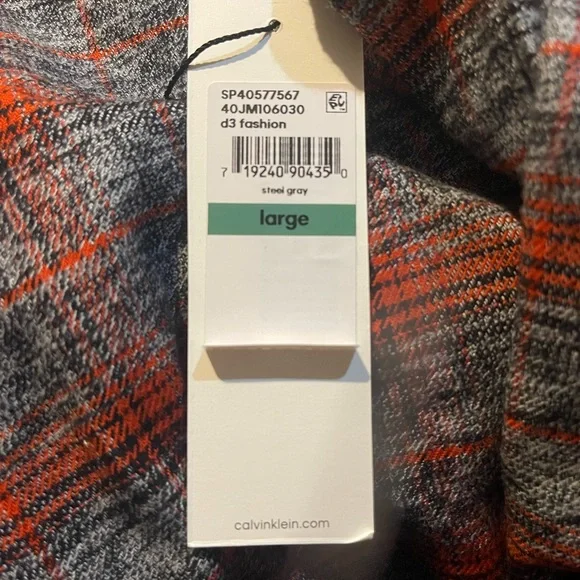 SP40577567
40JM106030
d3 fashion
7 19240 90435 0
steel gray
large
calvinklein.com